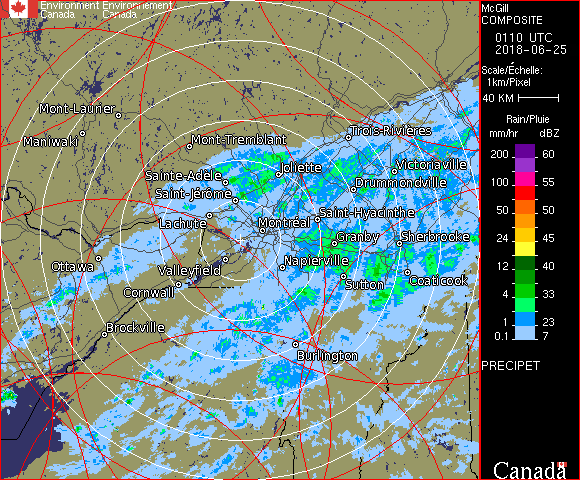 Environment Environnement
Canada Canada
McGill
COMPOSITE
0110 UTC
2018-06-25
Scale/Échelle:
1km/Pixel
40 KM
Rain/Pluie
mm/hr dBZ
200 60
100 55
50 50
24 45
12 40
4 33
1 23
0.1 7
PRECIPET
Canada
Mont-Laurier
Maniwaki
Mont-Tremblant
Trois-Rivières
Joliette
Victoriaville
Sainte-Adèle
Drummondville
Saint-Jérôme
Lachute
Saint-Hyacinthe
Montréal
Granby
Sherbrooke
Ottawa
Valleyfield
Napierville
Cornwall
Sutton
Coaticook
Brockville
Burlington